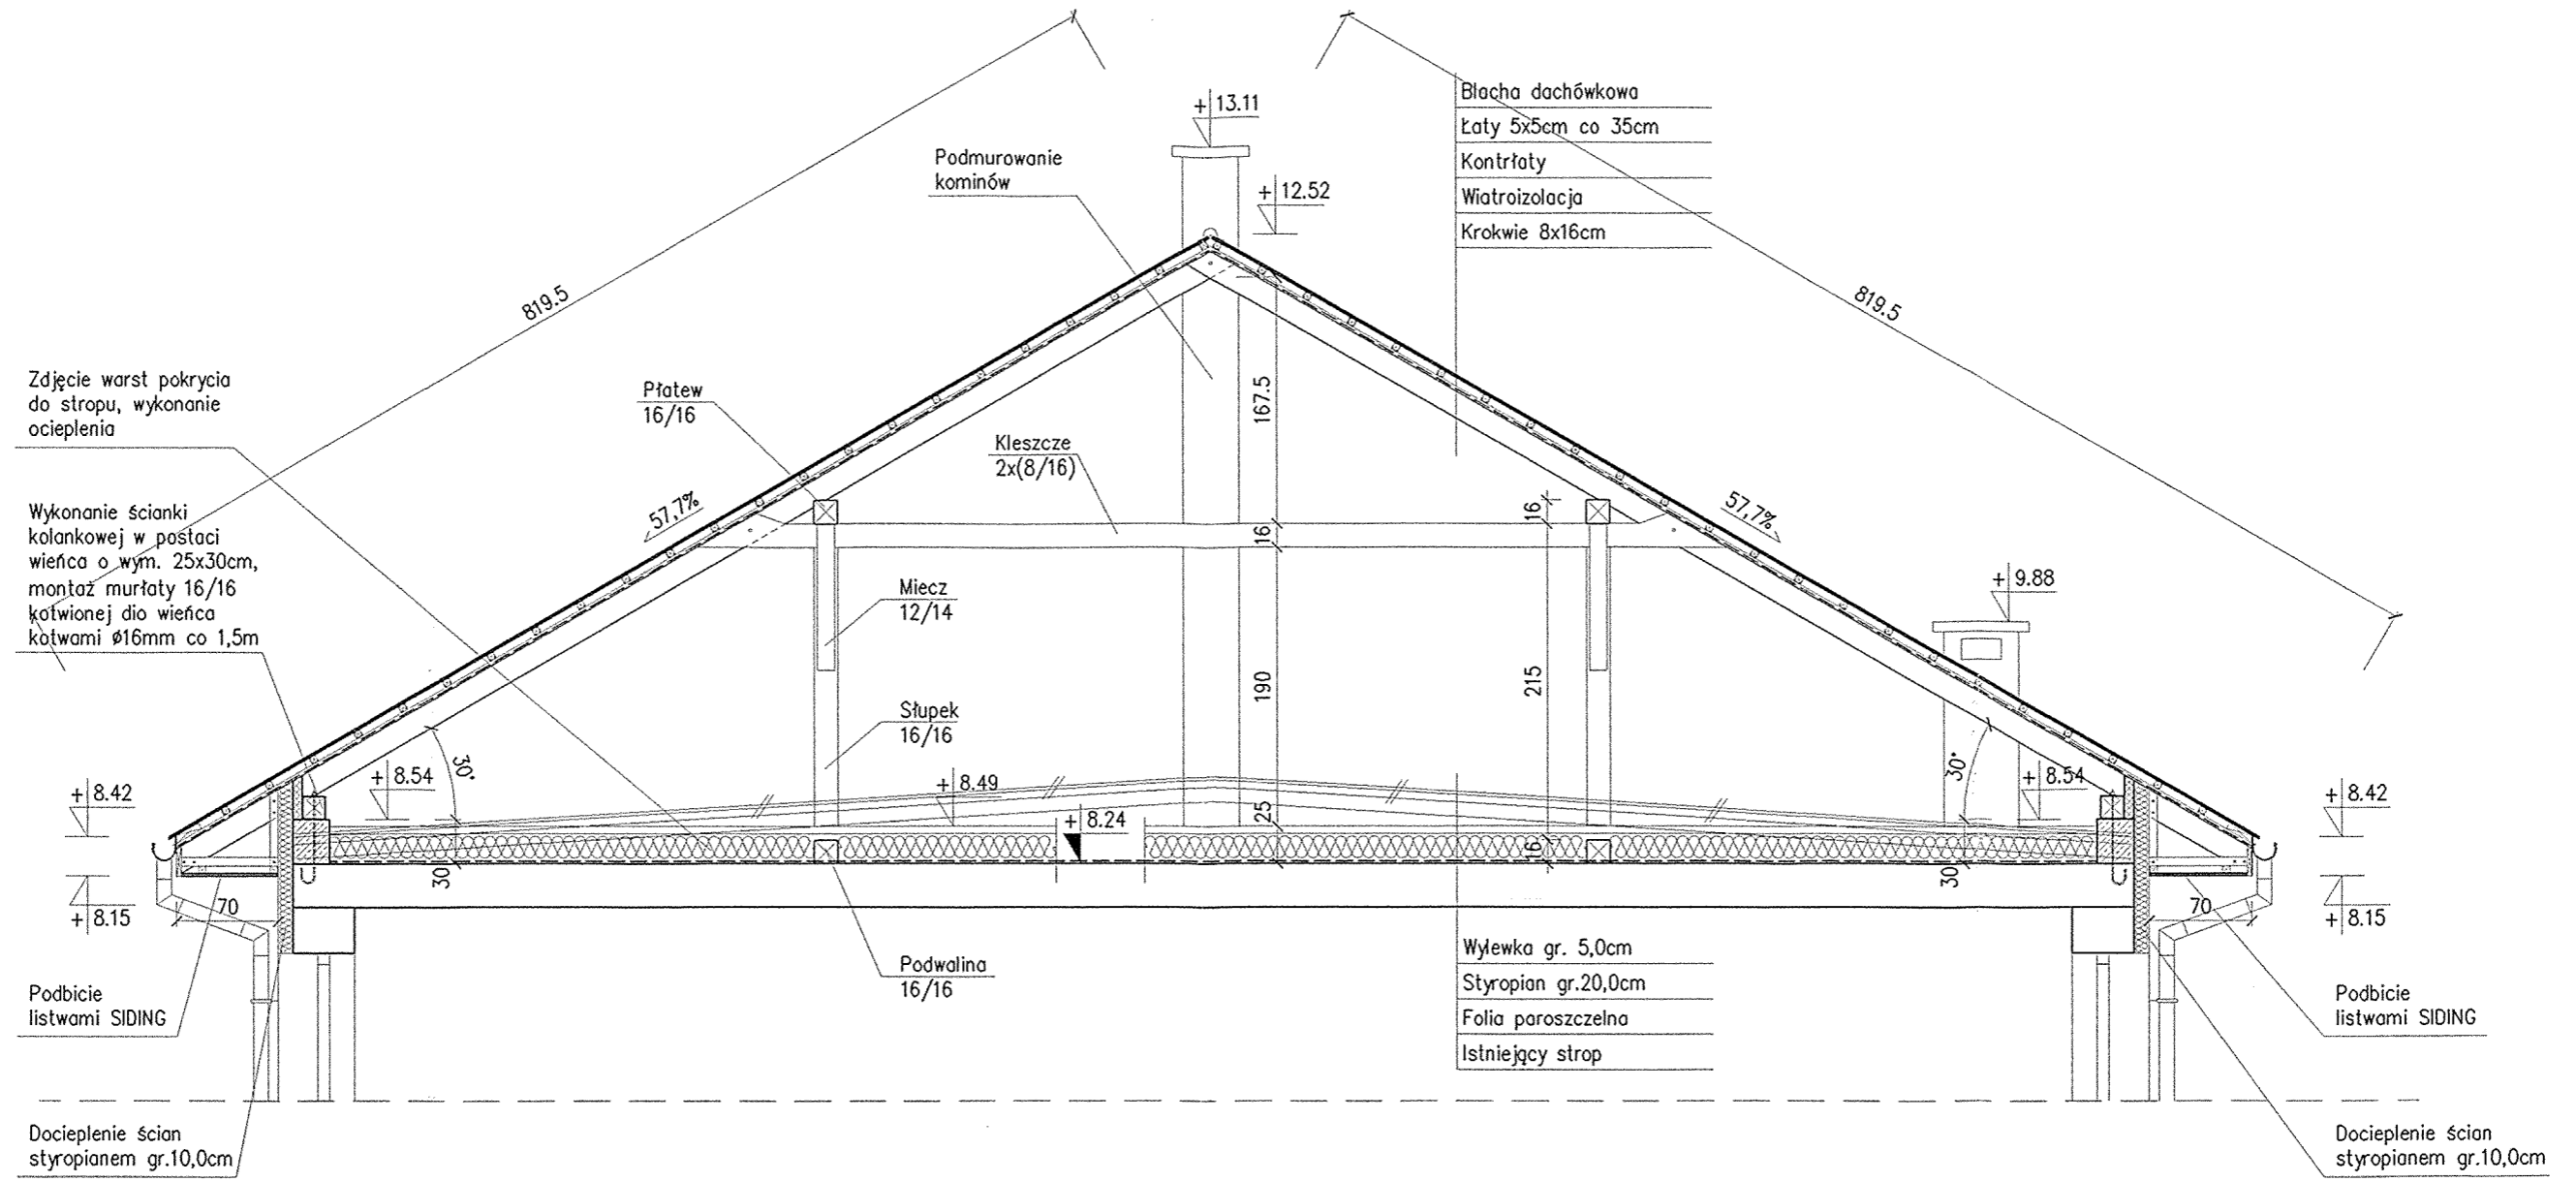 +13.11
Blacha dachówkowa
Łaty 5x5cm co 35cm
Kontrłaty
Wiatroizolacja
Krokwie 8x16cm
Podmurowanie
kominów
+12.52
819.5
819.5
Zdjęcie warst pokrycia
do stropu, wykonanie
ocieplenia
Płatew
16/16
167.5
Kleszcze
2x(8/16)
57,7%
57,7%
16
16
Wykonanie ścianki
kolankowej w postaci
wieńca o wym. 25x30cm,
montaż murłaty 16/16
kotwionej dio wieńca
kotwami ø16mm co 1,5m
Miecz
12/14
+9.88
190
215
Słupek
16/16
30°
30°
+8.42
+8.54
+8.49
+8.24
25
16
+8.54
+8.42
30
30
70
70
+8.15
+8.15
Podwalina
16/16
Wylewka gr. 5,0cm
Styropian gr.20,0cm
Folia paroszczelna
Istniejący strop
Podbicie
listwami SIDING
Podbicie
listwami SIDING
Docieplenie ścian
styropianem gr.10,0cm
Docieplenie ścian
styropianem gr.10,0cm